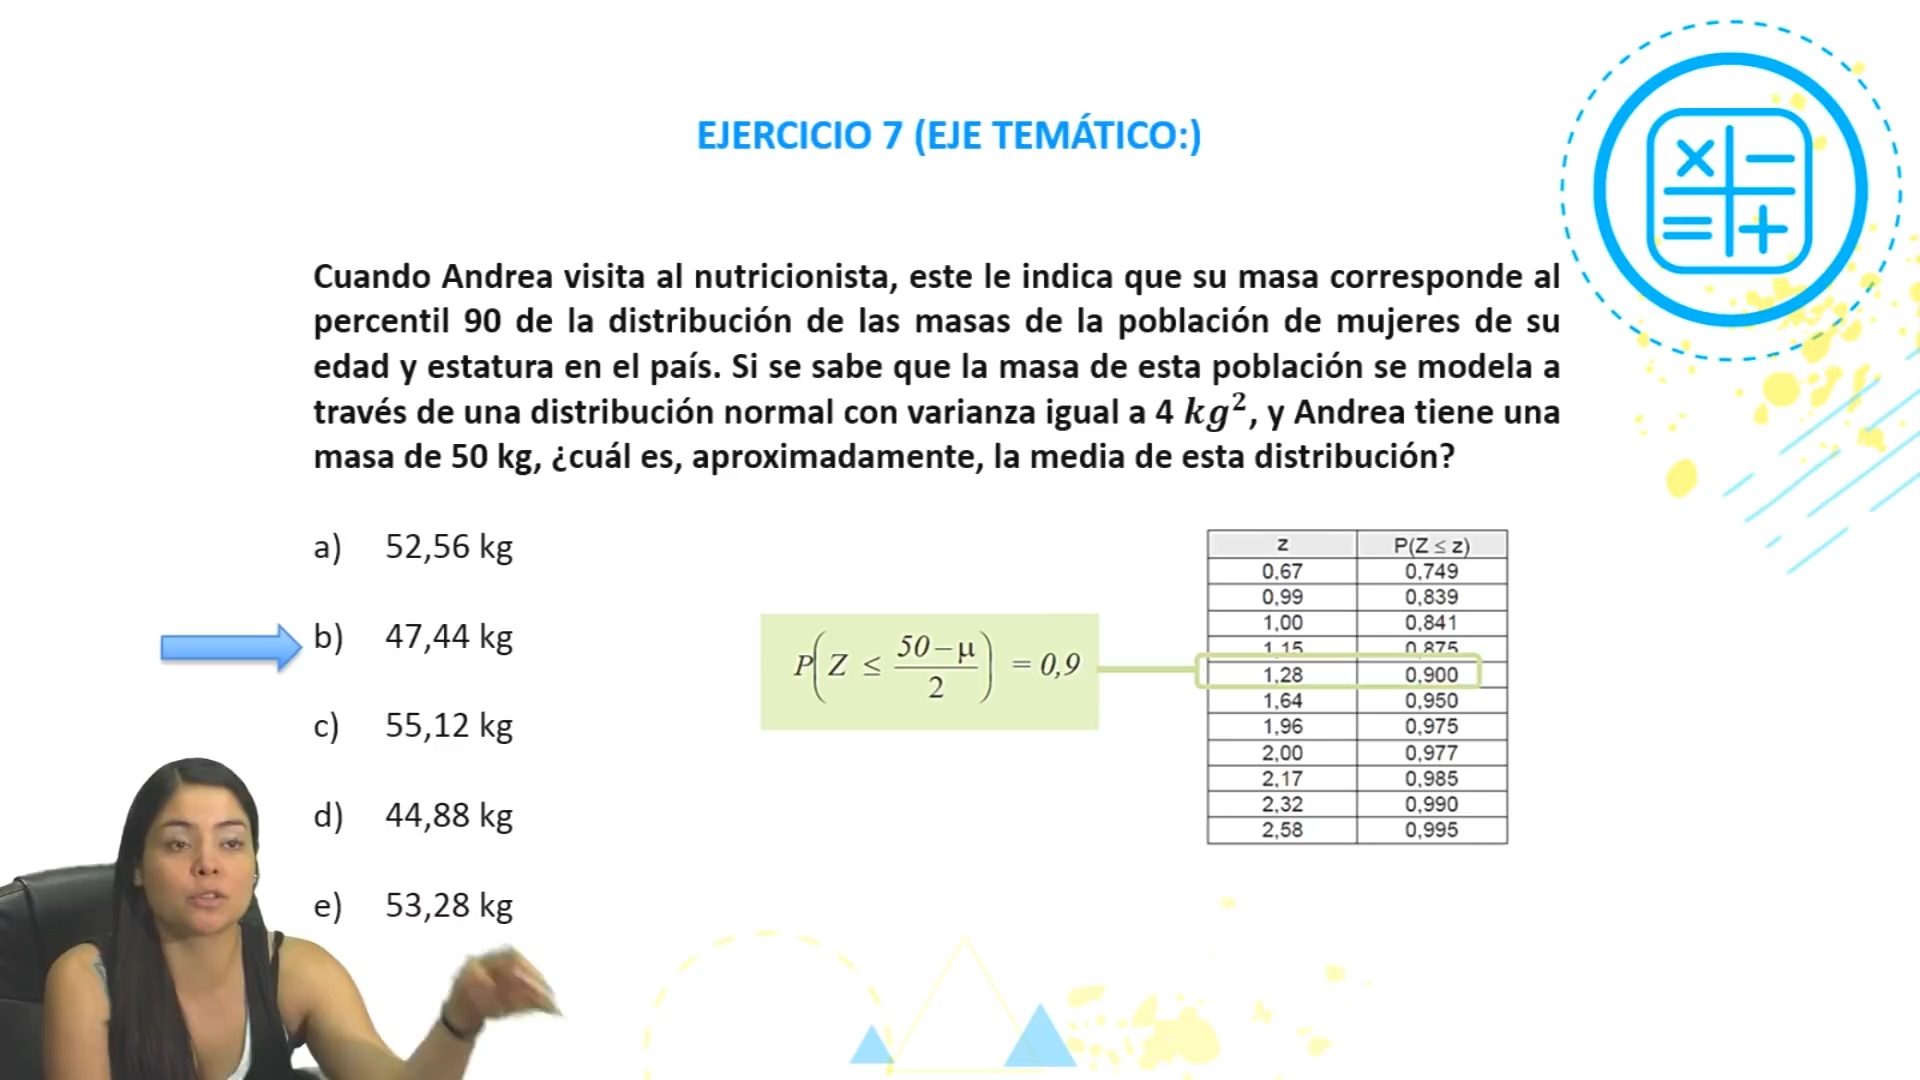 EJERCICIO 7 (EJE TEMÁTICO:)
Cuando Andrea visita al nutricionista, este le indica que su masa corresponde al
percentil 90 de la distribución de las masas de la población de mujeres de su
edad y estatura en el país. Si se sabe que la masa de esta población se modela a
través de una distribución normal con varianza igual a 4 kg², y Andrea tiene una
masa de 50 kg, ¿cuál es, aproximadamente, la media de esta distribución?
a) 52,56 kg
b) 47,44 kg
c) 55,12 kg
d) 44,88 kg
e) 53,28 kg
P(Z ≤ (50−μ)/2) = 0,9
z P(Z ≤ z)
0,67 0,749
0,99 0,839
1,00 0,841
1,15 0,875
1,28 0,900
1,64 0,950
1,96 0,975
2,00 0,977
2,17 0,985
2,32 0,990
2,58 0,995